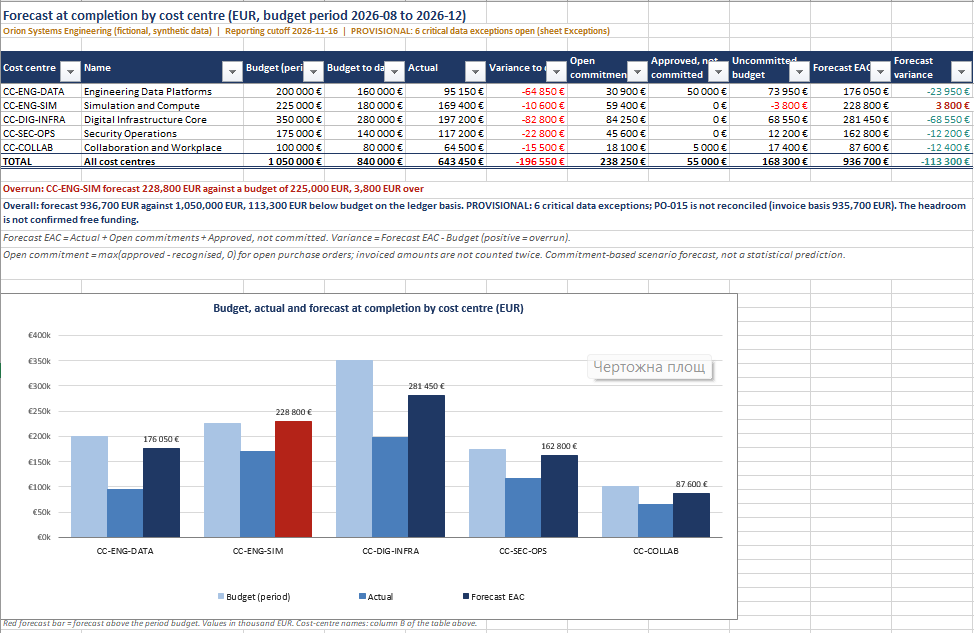 Forecast at completion by cost centre (EUR, budget period 2026-08 to 2026-12)
Orion Systems Engineering (fictional, synthetic data) | Reporting cutoff 2026-11-16 | PROVISIONAL: 6 critical data exceptions open (sheet Exceptions)
Cost centre Name Budget (peri Budget to da Actual Variance to Open commitmen Approved, not committed Uncommitted budget Forecast EAC Forecast variance
CC-ENG-DATA Engineering Data Platforms 200 000 € 160 000 € 95 150 € -64 850 € 30 900 € 50 000 € 73 950 € 176 050 € -23 950 €
CC-ENG-SIM Simulation and Compute 225 000 € 180 000 € 169 400 € -10 600 € 59 400 € 0 € -3 800 € 228 800 € 3 800 €
CC-DIG-INFRA Digital Infrastructure Core 350 000 € 280 000 € 197 200 € -82 800 € 84 250 € 0 € 68 550 € 281 450 € -68 550 €
CC-SEC-OPS Security Operations 175 000 € 140 000 € 117 200 € -22 800 € 45 600 € 0 € 12 200 € 162 800 € -12 200 €
CC-COLLAB Collaboration and Workplace 100 000 € 80 000 € 64 500 € -15 500 € 18 100 € 5 000 € 17 400 € 87 600 € -12 400 €
TOTAL All cost centres 1 050 000 € 840 000 € 643 450 € -196 550 € 238 250 € 55 000 € 168 300 € 936 700 € -113 300 €
Overrun: CC-ENG-SIM forecast 228,800 EUR against a budget of 225,000 EUR, 3,800 EUR over
Overall: forecast 936,700 EUR against 1,050,000 EUR, 113,300 EUR below budget on the ledger basis. PROVISIONAL: 6 critical data exceptions; PO-015 is not reconciled (invoice basis 935,700 EUR). The headroom
is not confirmed free funding.
Forecast EAC = Actual + Open commitments + Approved, not committed. Variance = Forecast EAC - Budget (positive = overrun).
Open commitment = max(approved - recognised, 0) for open purchase orders; invoiced amounts are not counted twice. Commitment-based scenario forecast, not a statistical prediction.
Budget, actual and forecast at completion by cost centre (EUR)
€400k
€350k
€300k
€250k
€200k
€150k
€100k
€50k
€0k
Чертожна площ
176 050 €
228 800 €
281 450 €
162 800 €
87 600 €
CC-ENG-DATA CC-ENG-SIM CC-DIG-INFRA CC-SEC-OPS CC-COLLAB
Budget (period) Actual Forecast EAC
Red forecast bar = forecast above the period budget. Values in thousand EUR. Cost-centre names: column B of the table above.